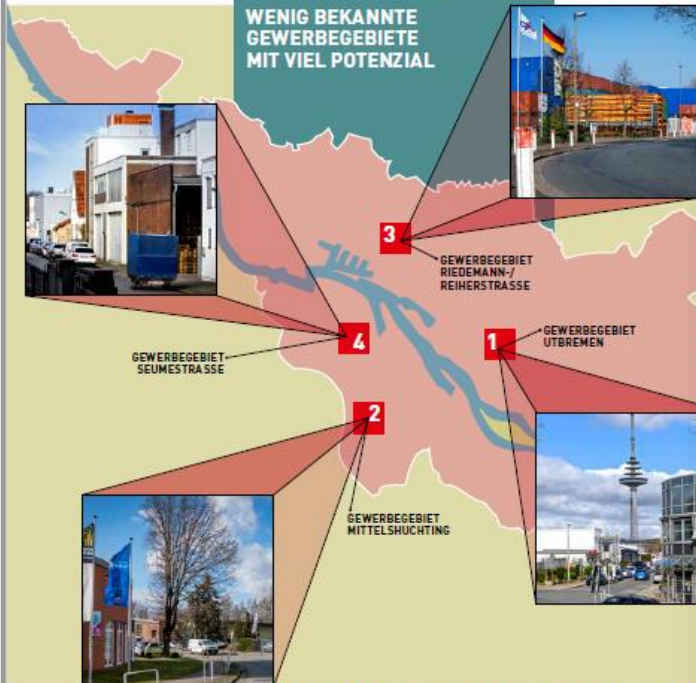 WENIG BEKANNTE
GEWERBEGEBIETE
MIT VIEL POTENZIAL
3
GEWERBEGEBIET
RIEDEMANN-/
REIHERSTRASSE
4
GEWERBEGEBIET
SEUMESTRASSE
1
GEWERBEGEBIET
UTBREMEN
2
GEWERBEGEBIET
MITTELSHUCHTING